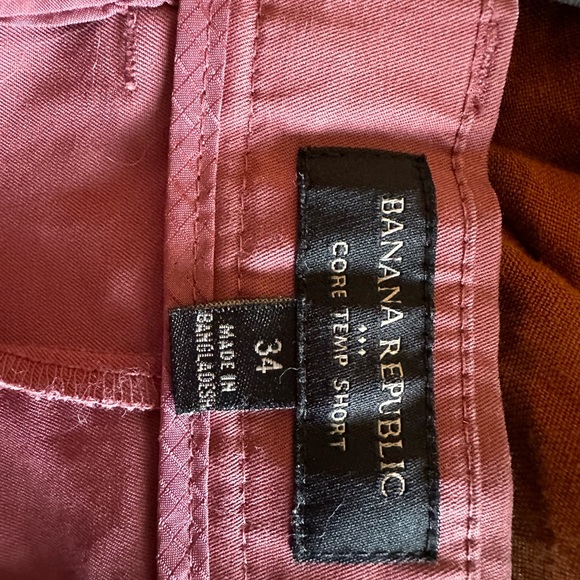 BANANA REPUBLIC
CORE TEMP SHORT
34
MADE IN
BANGLADESH